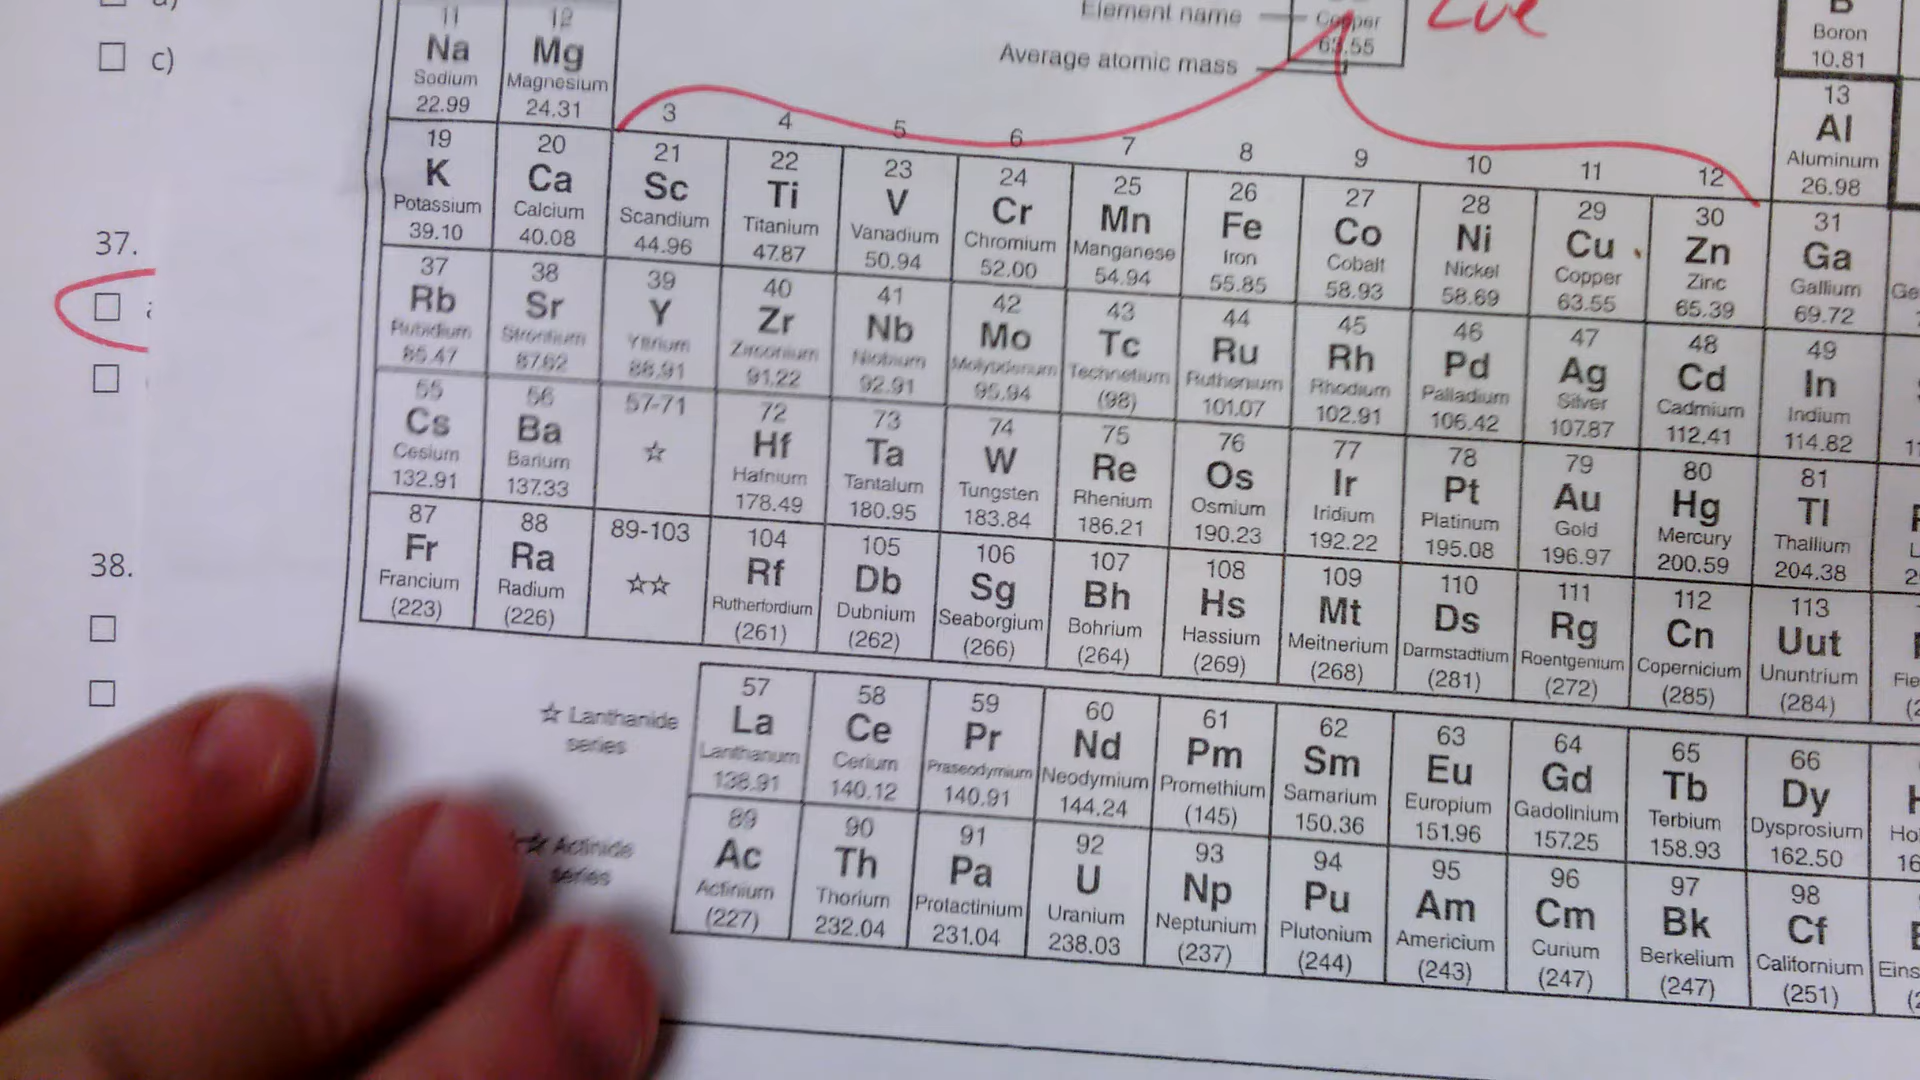 c)
37.
38.
Element name
Copper
Average atomic mass
63.55
11 12
Na Mg
Sodium Magnesium
22.99 24.31
B
Boron
10.81
13
Al
Aluminum
26.98
3 4 5 6 7 8 9 10 11 12
19 20 21 22 23 24 25 26 27 28 29 30 31
K Ca Sc Ti V Cr Mn Fe Co Ni Cu Zn Ga
Potassium Calcium Scandium Titanium Vanadium Chromium Manganese Iron Cobalt Nickel Copper Zinc Gallium
39.10 40.08 44.96 47.87 50.94 52.00 54.94 55.85 58.93 58.69 63.55 65.39 69.72
37 38 39 40 41 42 43 44 45 46 47 48 49
Rb Sr Y Zr Nb Mo Tc Ru Rh Pd Ag Cd In
Rubidium Strontium Yttrium Zirconium Niobium Molybdenum Technetium Ruthenium Rhodium Palladium Silver Cadmium Indium
85.47 87.62 88.91 91.22 92.91 95.94 (98) 101.07 102.91 106.42 107.87 112.41 114.82
55 56 57-71 72 73 74 75 76 77 78 79 80 81
Cs Ba ☆ Hf Ta W Re Os Ir Pt Au Hg Tl
Cesium Barium Hafnium Tantalum Tungsten Rhenium Osmium Iridium Platinum Gold Mercury Thallium
132.91 137.33 178.49 180.95 183.84 186.21 190.23 192.22 195.08 196.97 200.59 204.38
87 88 89-103 104 105 106 107 108 109 110 111 112 113
Fr Ra ☆☆ Rf Db Sg Bh Hs Mt Ds Rg Cn Uut
Francium Radium Rutherfordium Dubnium Seaborgium Bohrium Hassium Meitnerium Darmstadtium Roentgenium Copernicium Ununtrium
(223) (226) (261) (262) (266) (264) (269) (268) (281) (272) (285) (284)
☆ Lanthanide
series
57 58 59 60 61 62 63 64 65 66
La Ce Pr Nd Pm Sm Eu Gd Tb Dy
Lanthanum Cerium Praseodymium Neodymium Promethium Samarium Europium Gadolinium Terbium Dysprosium
138.91 140.12 140.91 144.24 (145) 150.36 151.96 157.25 158.93 162.50
☆☆ Actinide
series
89 90 91 92 93 94 95 96 97 98
Ac Th Pa U Np Pu Am Cm Bk Cf
Actinium Thorium Protactinium Uranium Neptunium Plutonium Americium Curium Berkelium Californium
(227) 232.04 231.04 238.03 (237) (244) (243) (247) (247) (251)